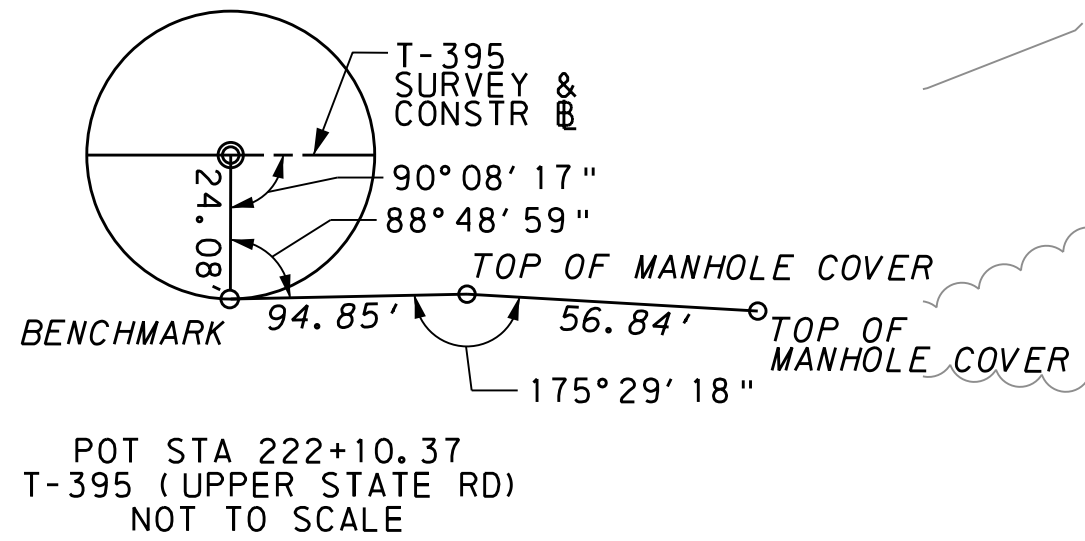 T-395
SURVEY &
CONSTR BL
90°08'17"
24.08'
88°48'59"
TOP OF MANHOLE COVER
BENCHMARK
94.85'
56.84'
TOP OF
MANHOLE COVER
175°29'18"
POT STA 222+10.37
T-395 (UPPER STATE RD)
NOT TO SCALE